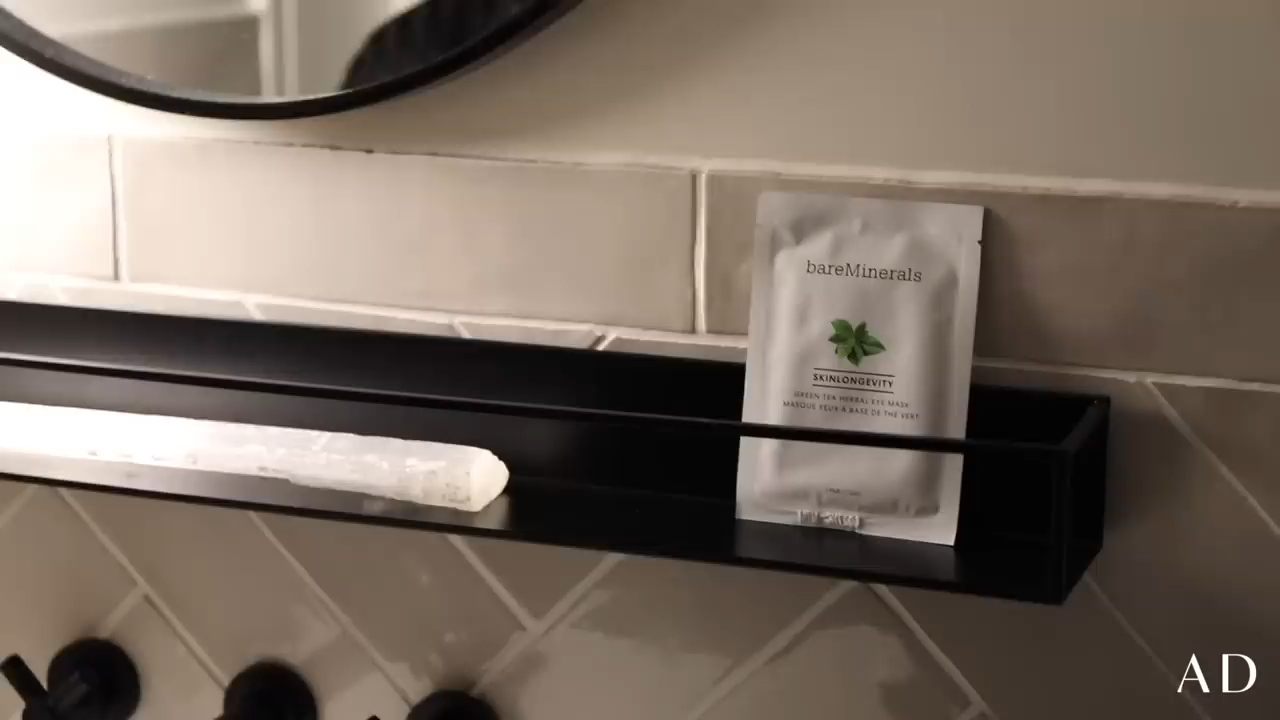 bareMinerals
SKINLONGEVITY
GREEN TEA HERBAL EYE MASK
MASQUE YEUX À BASE DE THÉ VERT
AD